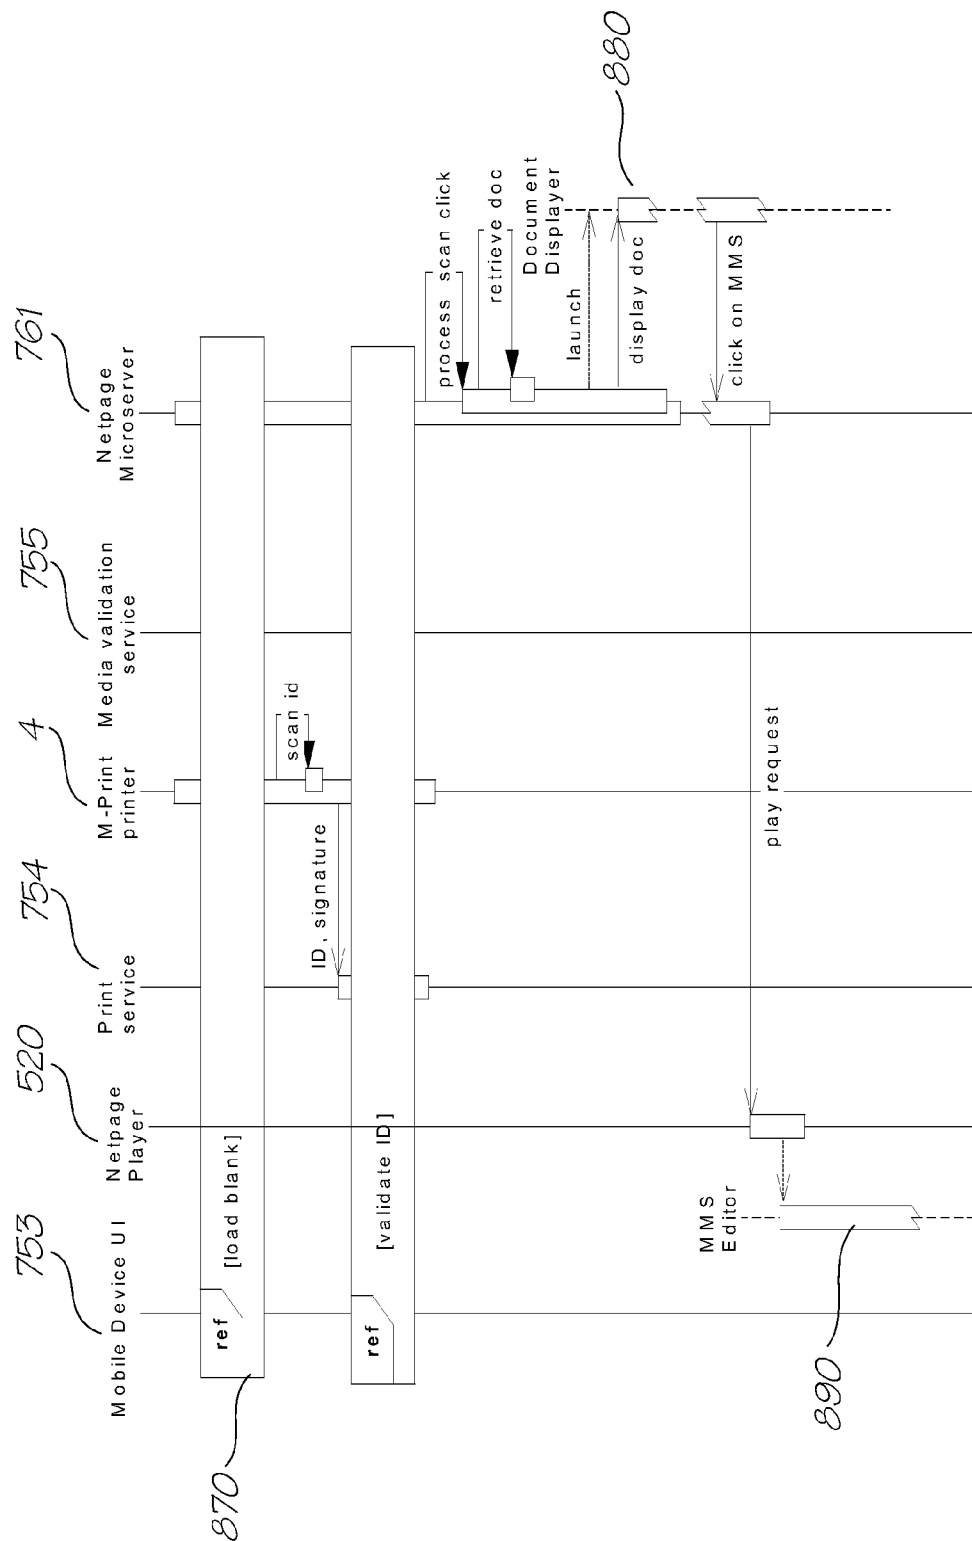 753
Mobile Device UI
520
Netpage
Player
754
Print
service
4
M-Print
printer
755
Media validation
service
761
Netpage
Microserver
870
ref
[load blank]
scan id
ID, signature
ref
[validate ID]
process scan click
retrieve doc
Document
Displayer
launch
display doc
880
click on MMS
play request
MMS
Editor
890